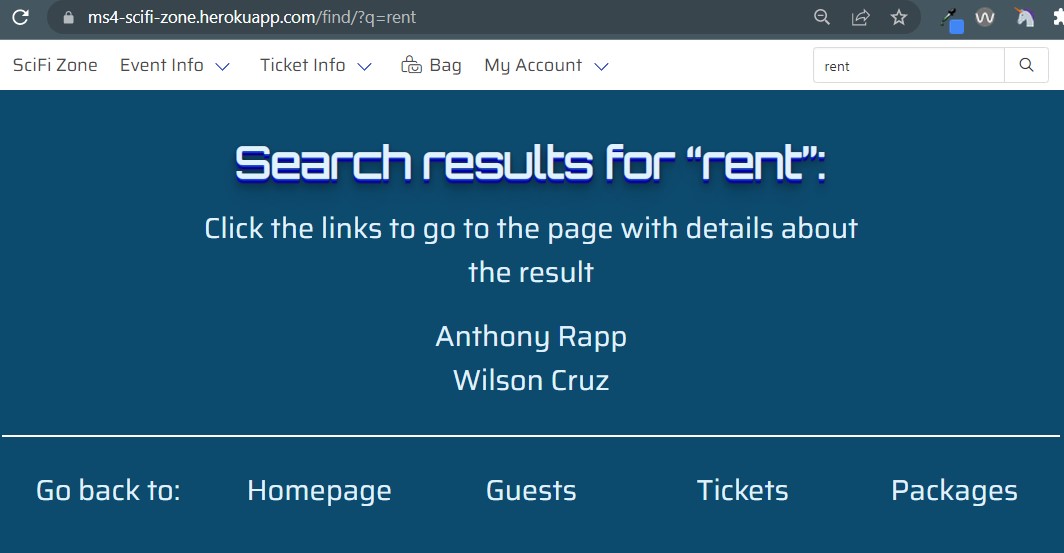 ms4-scifi-zone.herokuapp.com/find/?q=rent
SciFi Zone Event Info Ticket Info Bag My Account rent
Search results for “rent”:
Click the links to go to the page with details about
the result
Anthony Rapp
Wilson Cruz
Go back to: Homepage Guests Tickets Packages